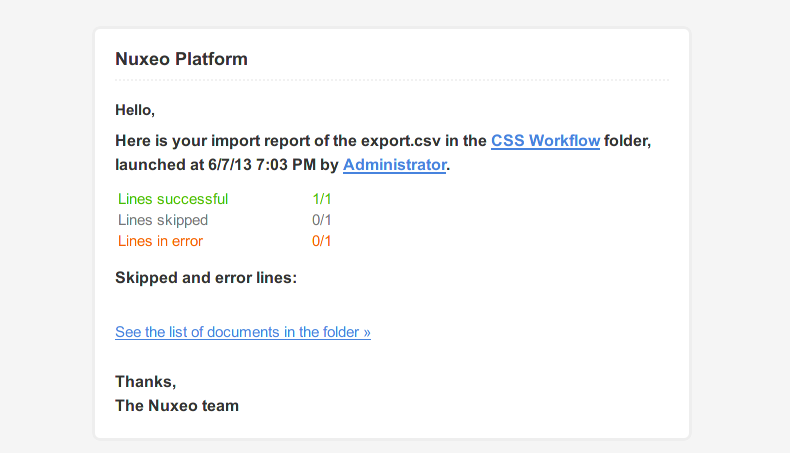 Nuxeo Platform
Hello,
Here is your import report of the export.csv in the CSS Workflow folder,
launched at 6/7/13 7:03 PM by Administrator.
Lines successful 1/1
Lines skipped 0/1
Lines in error 0/1
Skipped and error lines:
See the list of documents in the folder »
Thanks,
The Nuxeo team